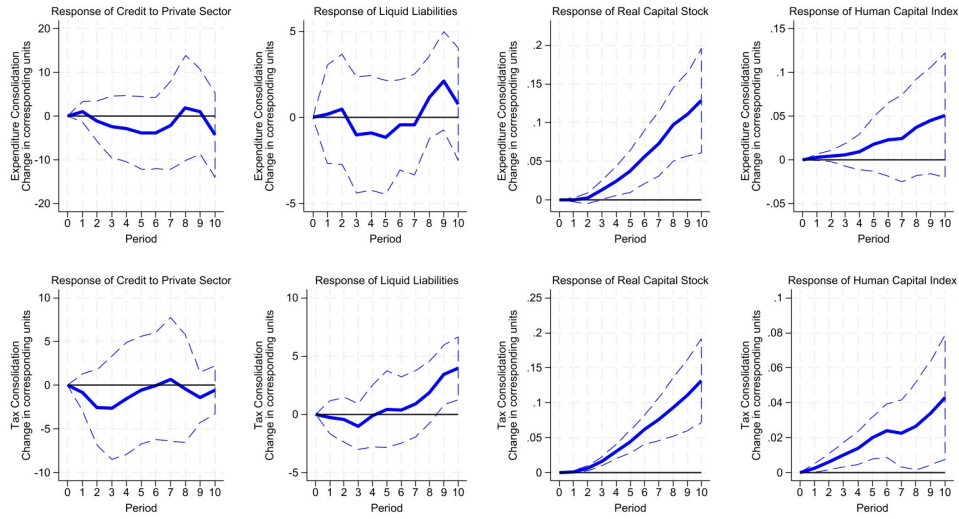 Response of Credit to Private Sector
Expenditure Consolidation
Change in corresponding units
20
10
0
-10
-20
0 1 2 3 4 5 6 7 8 9 10
Period
Response of Liquid Liabilities
Expenditure Consolidation
Change in corresponding units
5
0
-5
0 1 2 3 4 5 6 7 8 9 10
Period
Response of Real Capital Stock
Expenditure Consolidation
Change in corresponding units
.2
.15
.1
.05
0
0 1 2 3 4 5 6 7 8 9 10
Period
Response of Human Capital Index
Expenditure Consolidation
Change in corresponding units
.15
.1
.05
0
-.05
0 1 2 3 4 5 6 7 8 9 10
Period
Response of Credit to Private Sector
Tax Consolidation
Change in corresponding units
10
5
0
-5
-10
0 1 2 3 4 5 6 7 8 9 10
Period
Response of Liquid Liabilities
Tax Consolidation
Change in corresponding units
10
5
0
-5
0 1 2 3 4 5 6 7 8 9 10
Period
Response of Real Capital Stock
Tax Consolidation
Change in corresponding units
.25
.2
.15
.1
.05
0
0 1 2 3 4 5 6 7 8 9 10
Period
Response of Human Capital Index
Tax Consolidation
Change in corresponding units
.1
.08
.06
.04
.02
0
0 1 2 3 4 5 6 7 8 9 10
Period